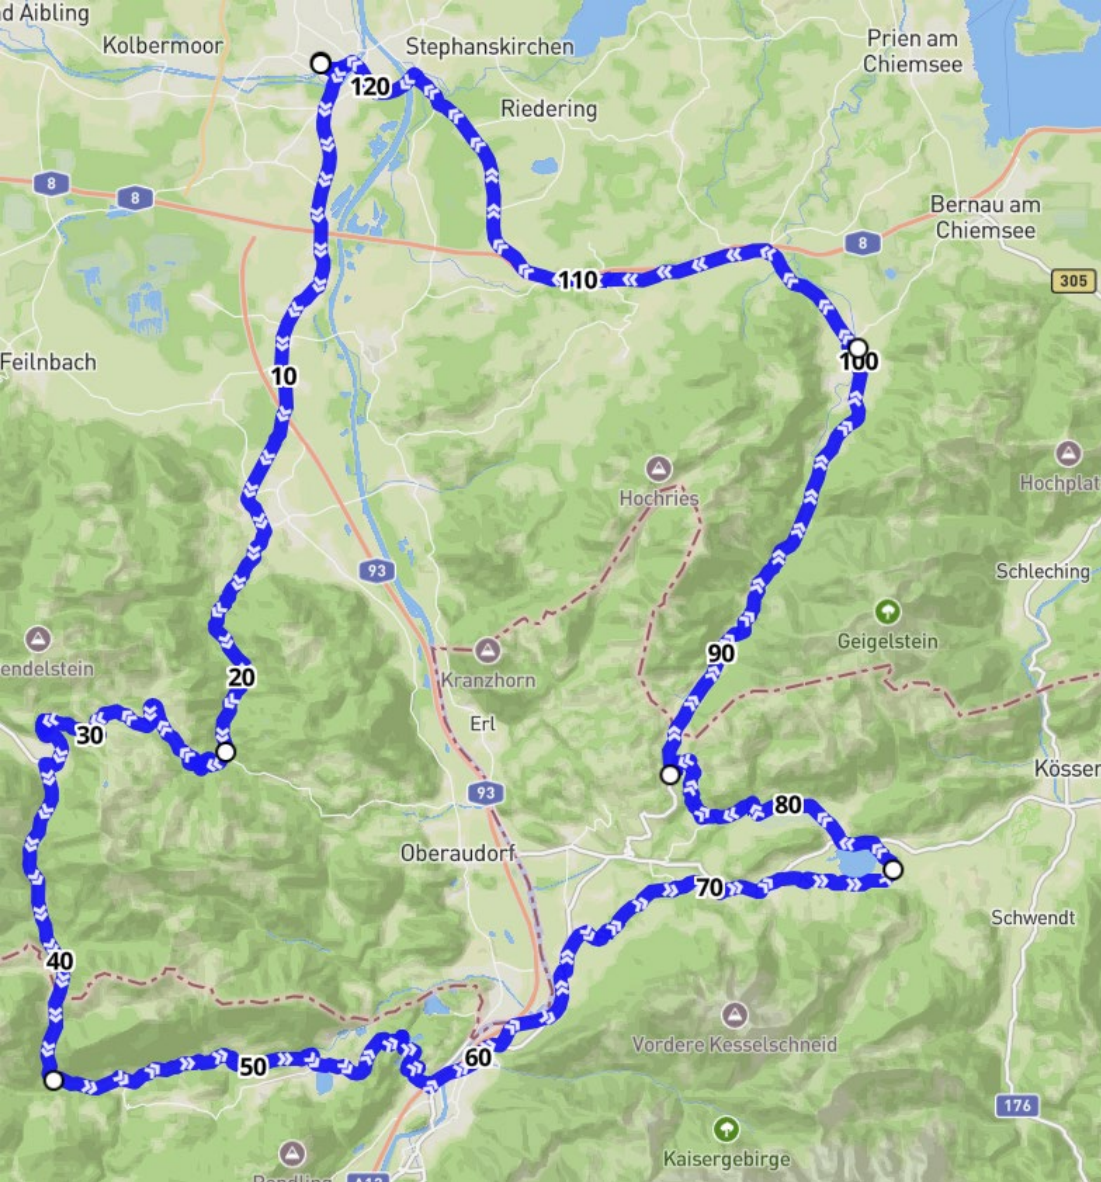 d Aibling
Kolbermoor
Stephanskirchen
Prien am
Chiemsee
120
Riedering
8
8
Bernau am
Chiemsee
8
110
305
Feilnbach
100
10
Hochries
Hochplat
93
Schleching
Geigelstein
endelstein
20
90
Kranzhorn
Erl
30
Kösser
93
80
Oberaudorf
70
Schwendt
40
Vordere Kesselschneid
60
50
176
Kaisergebirge